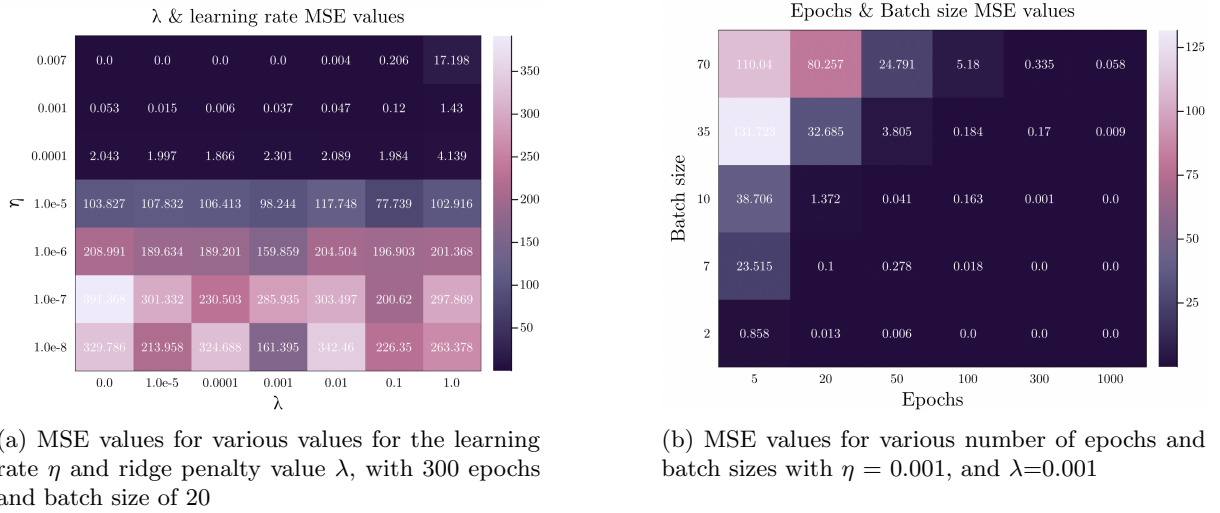 λ & learning rate MSE values
0.007 0.0 0.0 0.0 0.0 0.004 0.206 17.198
0.001 0.053 0.015 0.006 0.037 0.047 0.12 1.43
0.0001 2.043 1.997 1.866 2.301 2.089 1.984 4.139
1.0e-5 103.827 107.832 106.413 98.244 117.748 77.739 102.916
1.0e-6 208.991 189.634 189.201 159.859 204.504 196.903 201.368
1.0e-7 391.368 301.332 230.503 285.935 303.497 200.62 297.869
1.0e-8 329.786 213.958 324.688 161.395 342.46 226.35 263.378
0.0 1.0e-5 0.0001 0.001 0.01 0.1 1.0
η
λ
350
300
250
200
150
100
50
(a) MSE values for various values for the learning
rate η and ridge penalty value λ, with 300 epochs
and batch size of 20
Epochs & Batch size MSE values
70 110.04 80.257 24.791 5.18 0.335 0.058
35 131.723 32.685 3.805 0.184 0.17 0.009
10 38.706 1.372 0.041 0.163 0.001 0.0
7 23.515 0.1 0.278 0.018 0.0 0.0
2 0.858 0.013 0.006 0.0 0.0 0.0
5 20 50 100 300 1000
Batch size
Epochs
125
100
75
50
25
(b) MSE values for various number of epochs and
batch sizes with η = 0.001, and λ=0.001